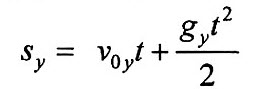 s_y = v_{0y}t + \frac{g_y t^2}{2}